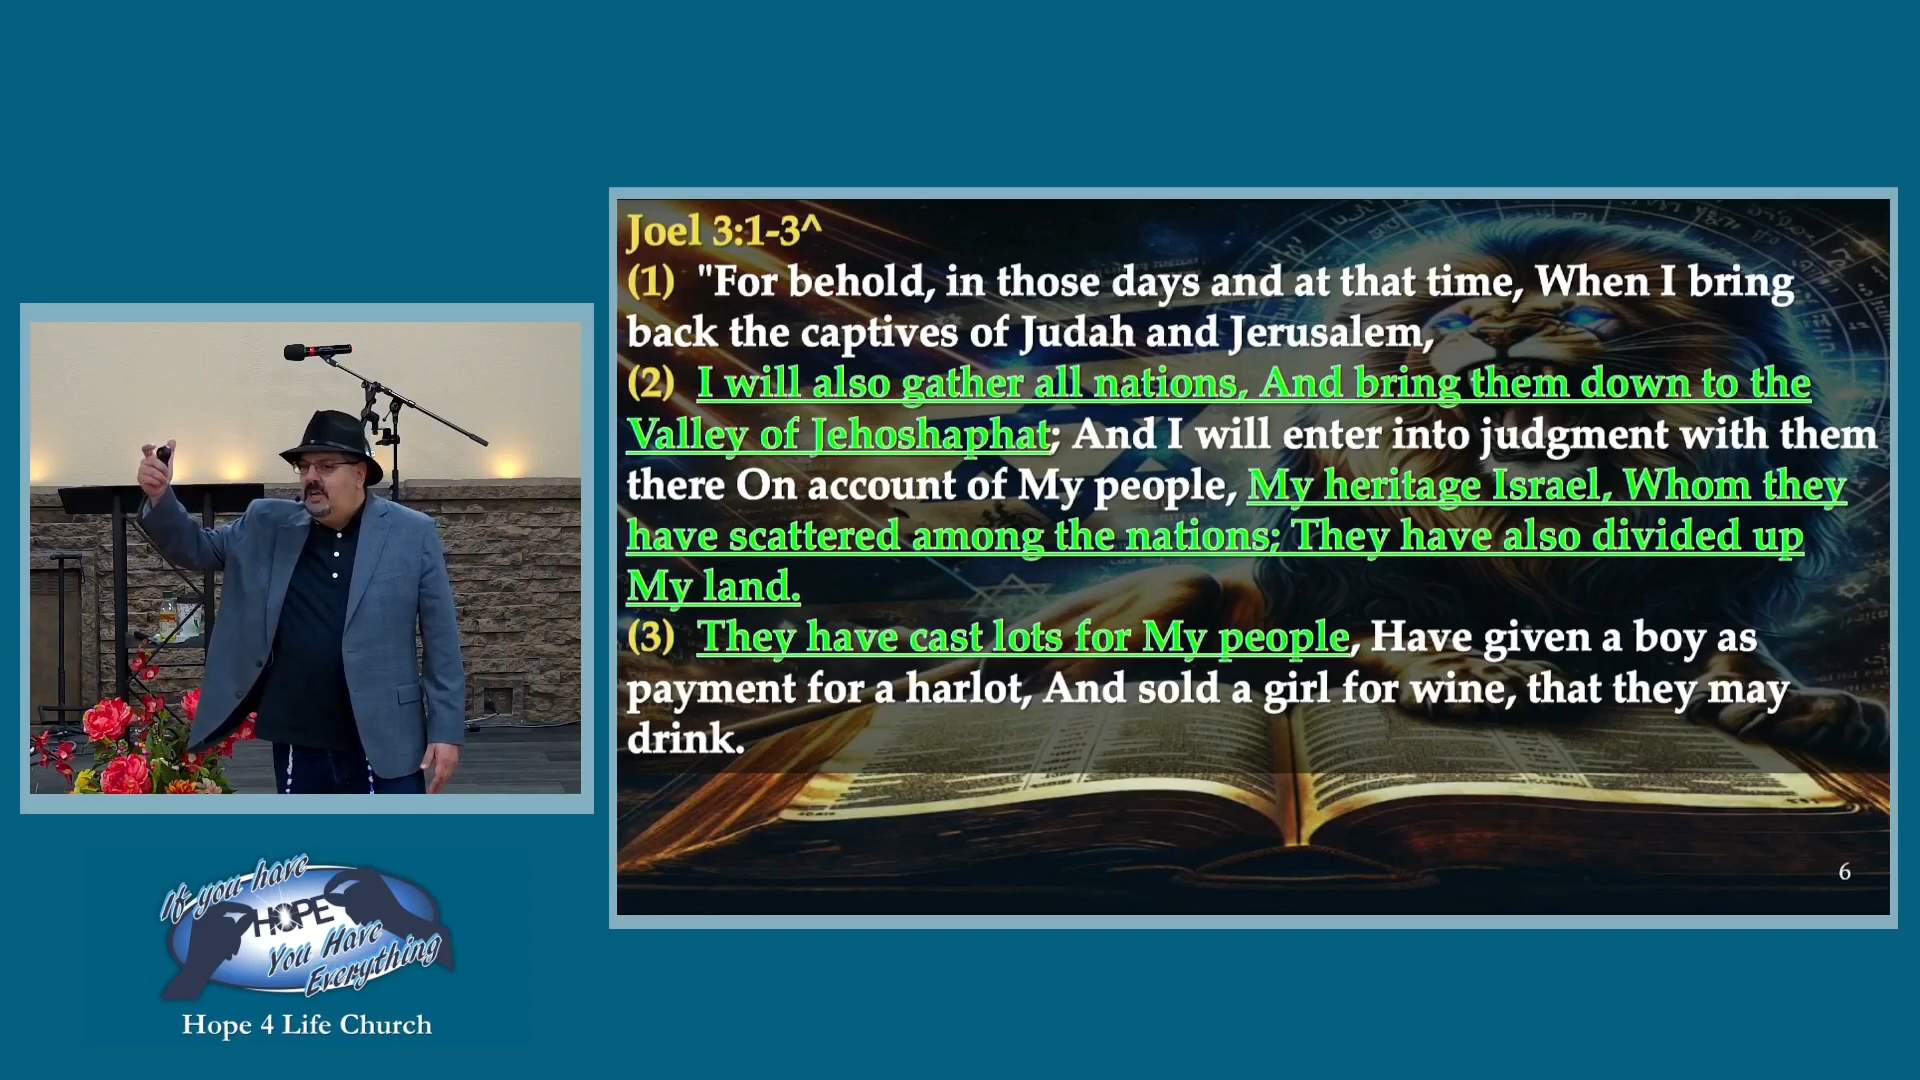 Joel 3:1-3^
(1) "For behold, in those days and at that time, When I bring
back the captives of Judah and Jerusalem,
(2) I will also gather all nations, And bring them down to the
Valley of Jehoshaphat; And I will enter into judgment with them
there On account of My people, My heritage Israel, Whom they
have scattered among the nations; They have also divided up
My land.
(3) They have cast lots for My people, Have given a boy as
payment for a harlot, And sold a girl for wine, that they may
drink.
6
If you have
HOPE
You Have
Everything
Hope 4 Life Church